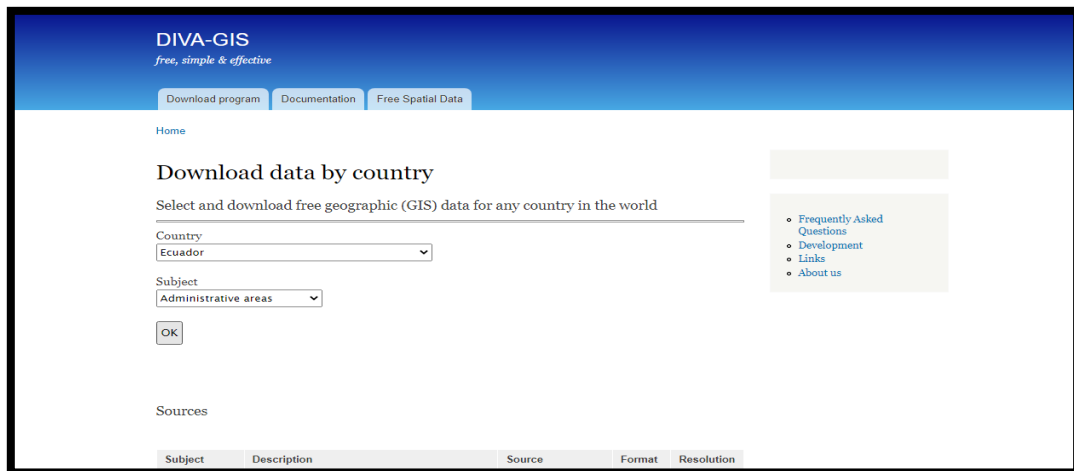 DIVA-GIS
free, simple & effective
Download program Documentation Free Spatial Data
Home
Download data by country
Select and download free geographic (GIS) data for any country in the world
Country
Ecuador
Subject
Administrative areas
OK
Frequently Asked
Questions
Development
Links
About us
Sources
Subject Description Source Format Resolution